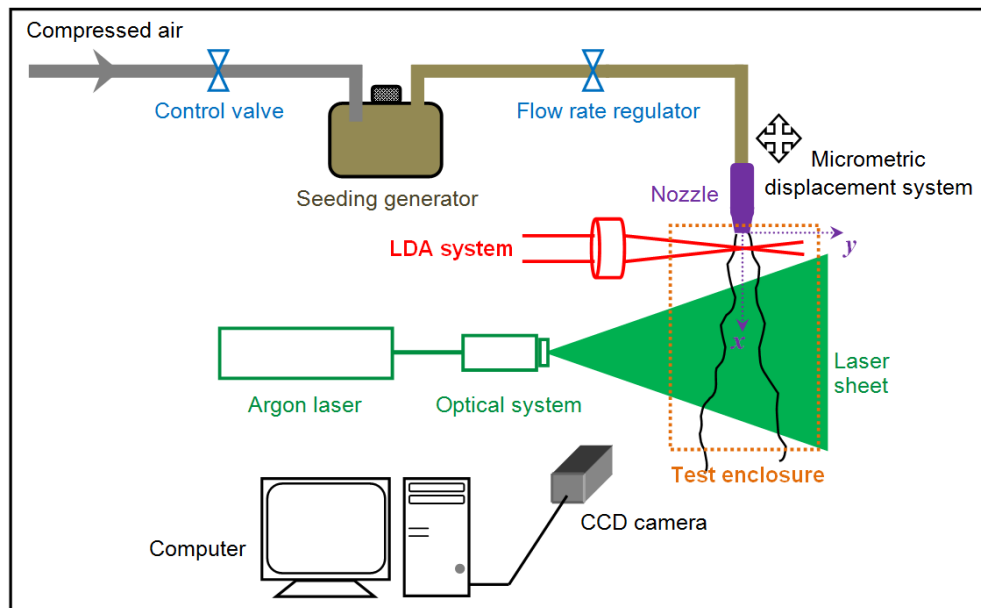 Compressed air
Control valve
Flow rate regulator
Seeding generator
Micrometric
displacement system
Nozzle
LDA system
y
x
Laser
sheet
Argon laser
Optical system
Test enclosure
CCD camera
Computer